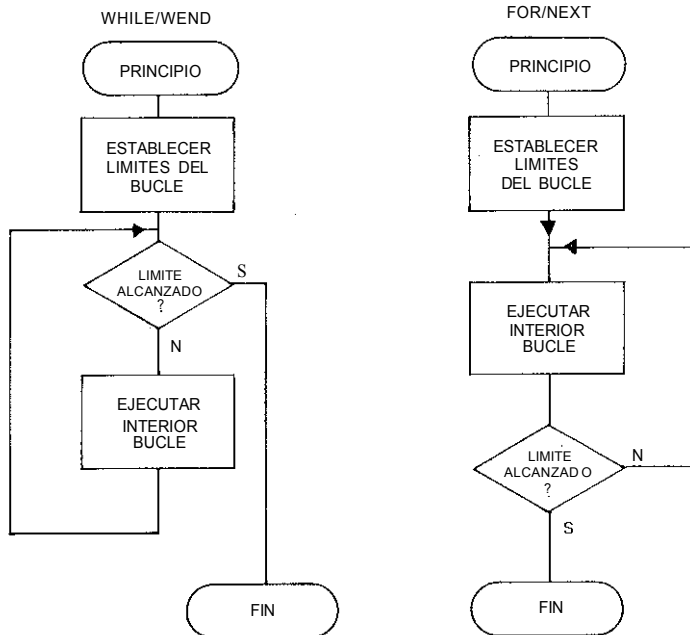 WHILE/WEND
PRINCIPIO
ESTABLECER
LIMITES DEL
BUCLE
LIMITE
ALCANZADO
?
S
N
EJECUTAR
INTERIOR
BUCLE
FIN
FOR/NEXT
PRINCIPIO
ESTABLECER
LIMITES
DEL BUCLE
EJECUTAR
INTERIOR
BUCLE
LIMITE
ALCANZADO
?
N
S
FIN